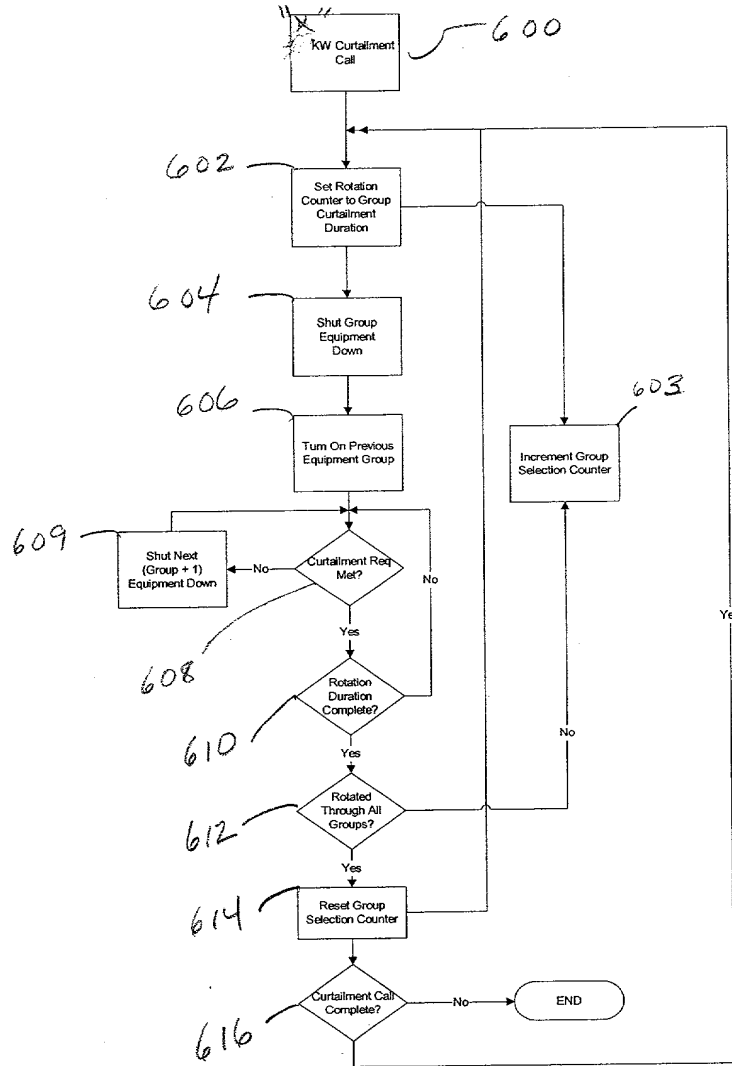 "X"
600
KW Curtailment
Call
602
Set Rotation
Counter to Group
Curtailment
Duration
604
Shut Group
Equipment
Down
606
Turn On Previous
Equipment Group
603
Increment Group
Selection Counter
609
Shut Next
(Group + 1)
Equipment Down
No
Curtailment Req
Met?
No
608
Yes
Rotation
Duration
Complete?
610
Yes
No
Rotated
Through All
Groups?
612
Yes
614
Reset Group
Selection Counter
Curtailment Call
Complete?
No
END
616
Ye